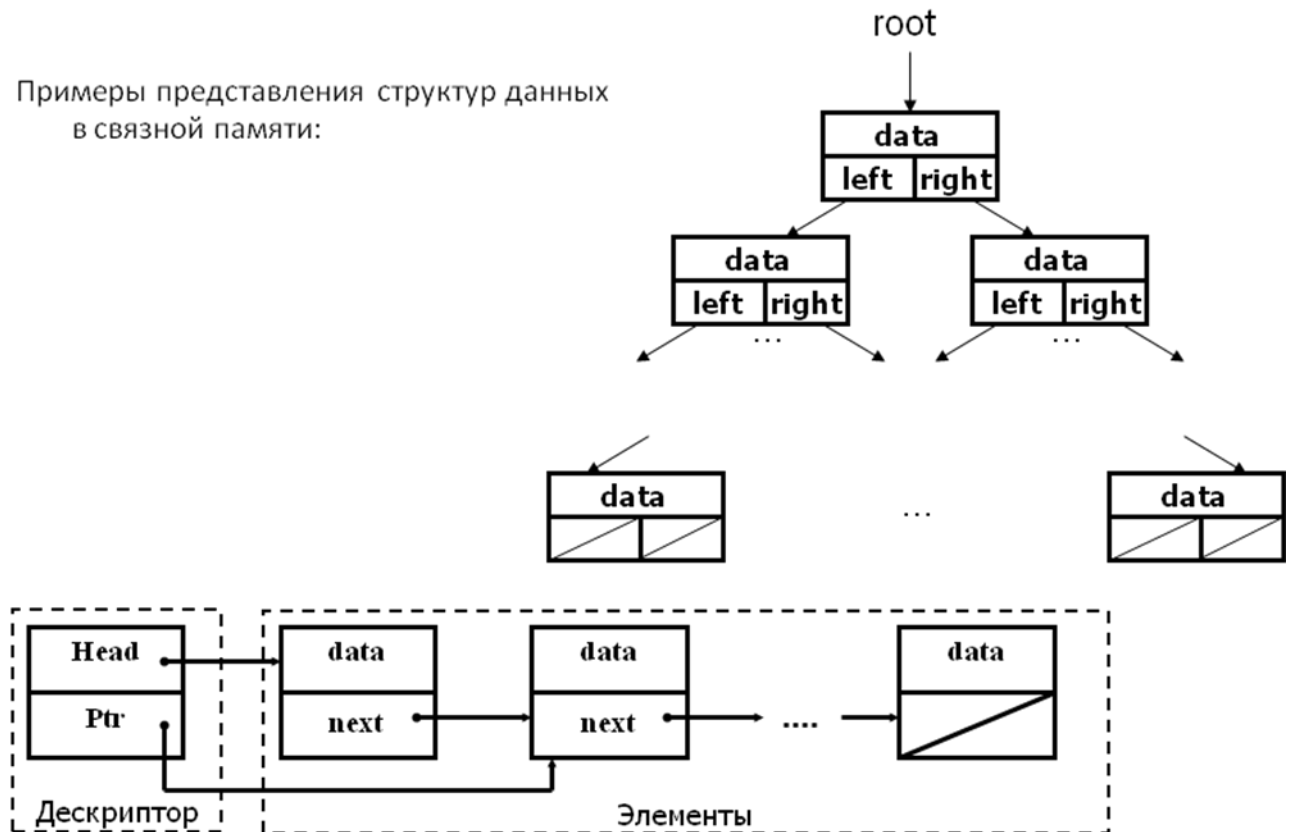 root
Примеры представления структур данных
в связной памяти:
data
left right
data data
left right left right
... ...
data ... data
Head data data data
Ptr next next ....
Дескриптор Элементы